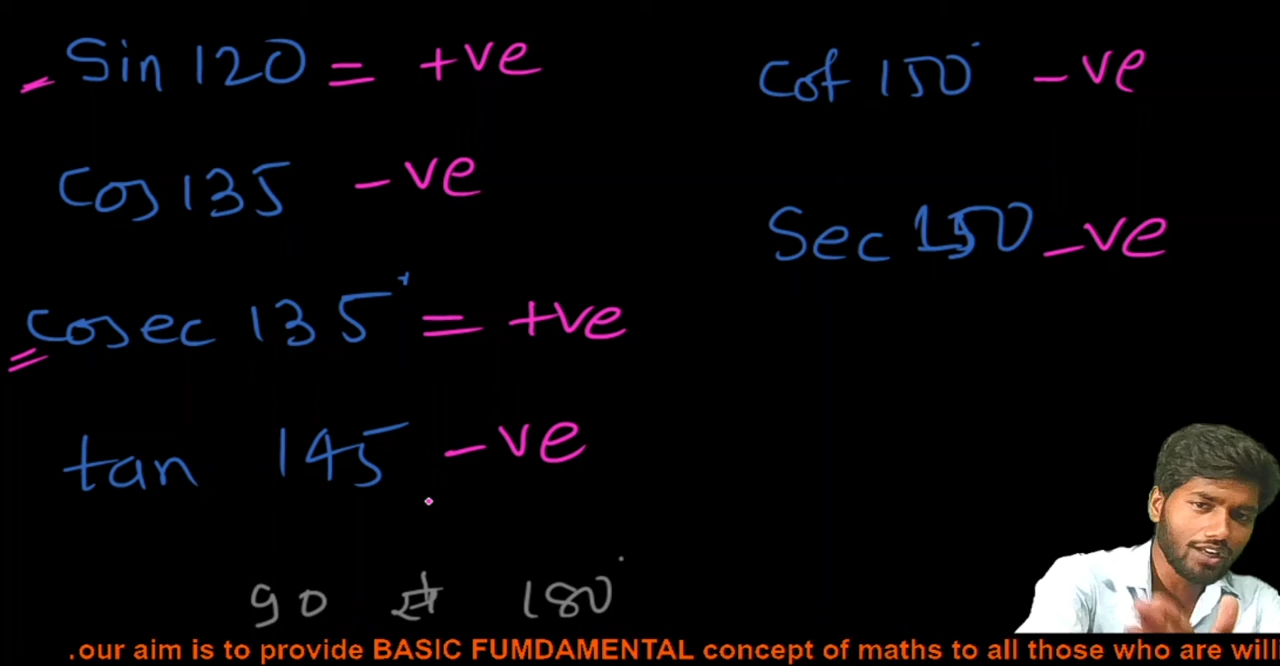 Sin 120 = +ve
Cos 135 -ve
Cosec 135° = +ve
tan 145 -ve
90 से 180°
Cot 150° -ve
Sec 150 -ve
.our aim is to provide BASIC FUMDAMENTAL concept of maths to all those who are will